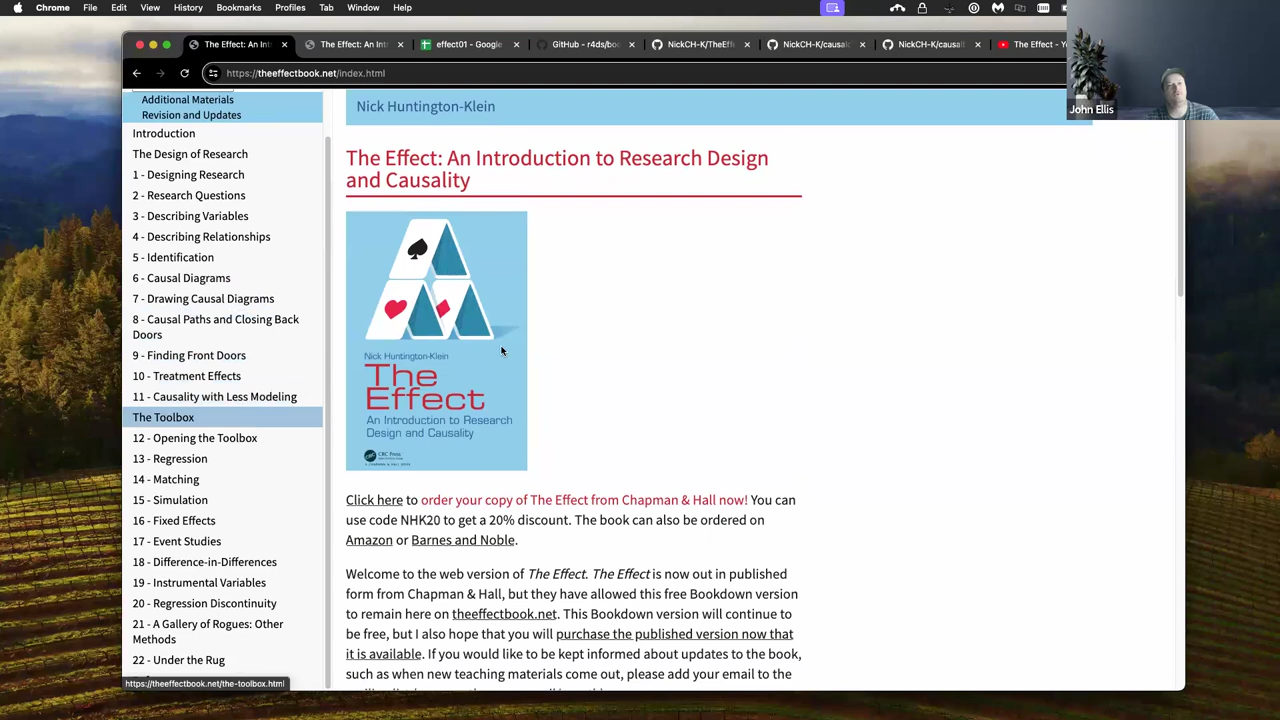 Chrome File Edit View History Bookmarks Profiles Tab Window Help
The Effect: An Int
The Effect: An Int
effect01 - Google
GitHub - r4ds/boo
NickCH-K/TheEffe
NickCH-K/causal
NickCH-K/causalt
The Effect - Yo
https://theeffectbook.net/index.html
John Ellis
Additional Materials
Revision and Updates
Introduction
The Design of Research
1 - Designing Research
2 - Research Questions
3 - Describing Variables
4 - Describing Relationships
5 - Identification
6 - Causal Diagrams
7 - Drawing Causal Diagrams
8 - Causal Paths and Closing Back
Doors
9 - Finding Front Doors
10 - Treatment Effects
11 - Causality with Less Modeling
The Toolbox
12 - Opening the Toolbox
13 - Regression
14 - Matching
15 - Simulation
16 - Fixed Effects
17 - Event Studies
18 - Difference-in-Differences
19 - Instrumental Variables
20 - Regression Discontinuity
21 - A Gallery of Rogues: Other
Methods
22 - Under the Rug
https://theeffectbook.net/the-toolbox.html
Nick Huntington-Klein
The Effect: An Introduction to Research Design
and Causality
Nick Huntington-Klein
The
Effect
An Introduction to Research
Design and Causality
CRC Press
Click here to order your copy of The Effect from Chapman & Hall now! You can
use code NHK20 to get a 20% discount. The book can also be ordered on
Amazon or Barnes and Noble.
Welcome to the web version of The Effect. The Effect is now out in published
form from Chapman & Hall, but they have allowed this free Bookdown version
to remain here on theeffectbook.net. This Bookdown version will continue to
be free, but I also hope that you will purchase the published version now that
it is available. If you would like to be kept informed about updates to the book,
such as when new teaching materials come out, please add your email to the